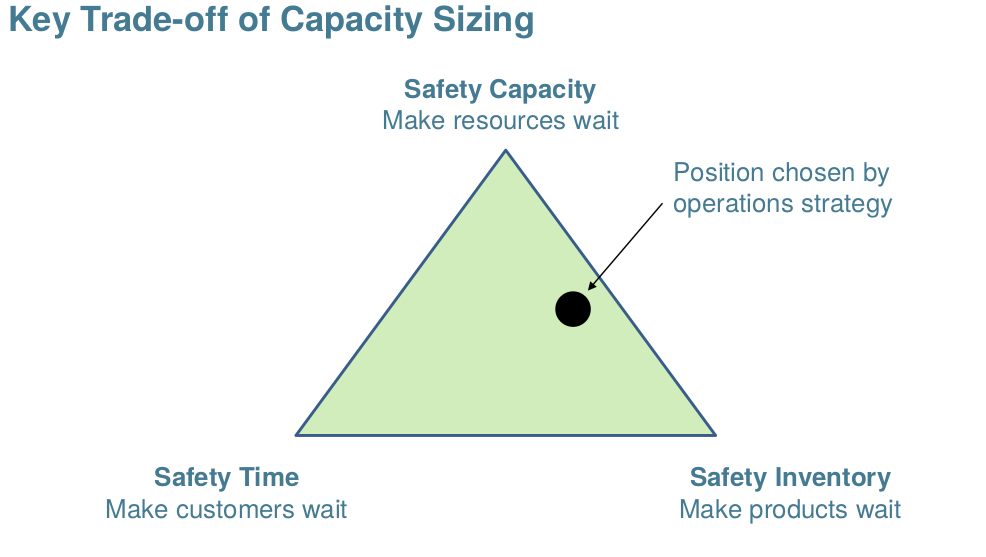 Key Trade-off of Capacity Sizing
Safety Capacity
Make resources wait
Position chosen by
operations strategy
Safety Time
Make customers wait
Safety Inventory
Make products wait